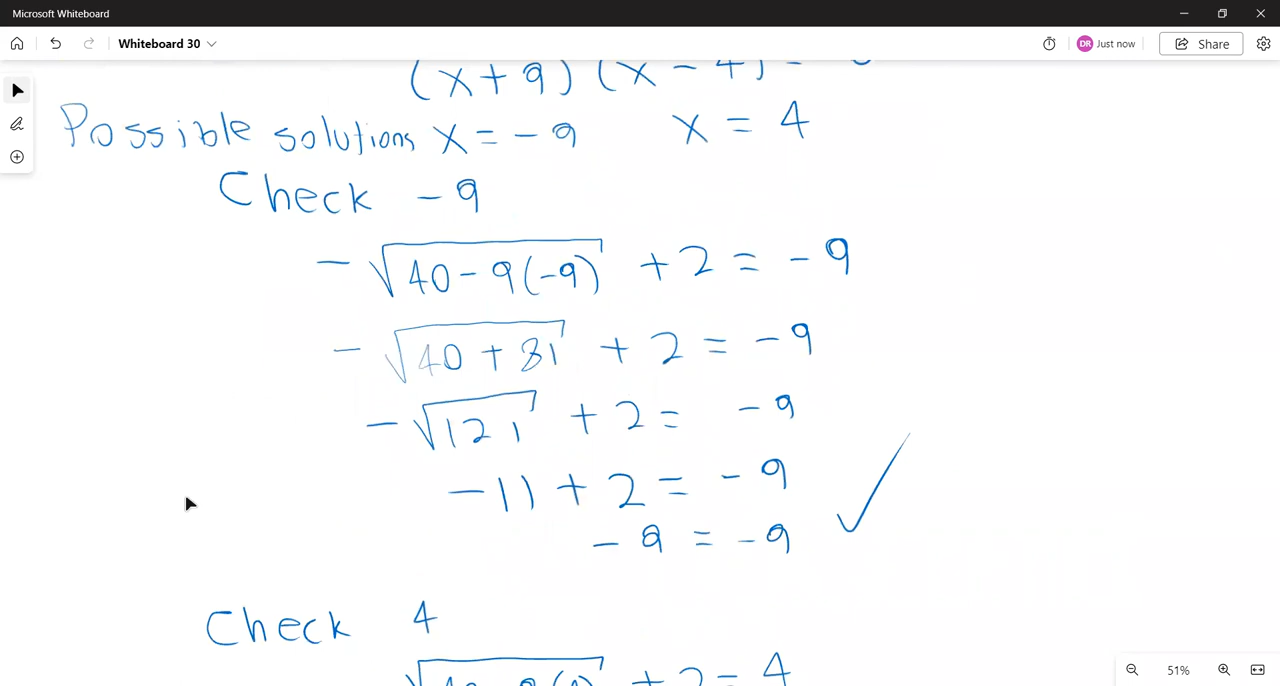 Microsoft Whiteboard
Whiteboard 30
DR Just now
Share
(x + 9) (x - 4) =
Possible solutions x = - 9 x = 4
Check - 9
- √(40 - 9(-9)) + 2 = - 9
- √(40 + 81) + 2 = - 9
- √121 + 2 = - 9
- 11 + 2 = - 9
- 9 = - 9 ✓
Check 4
+ 2 = 4
51%